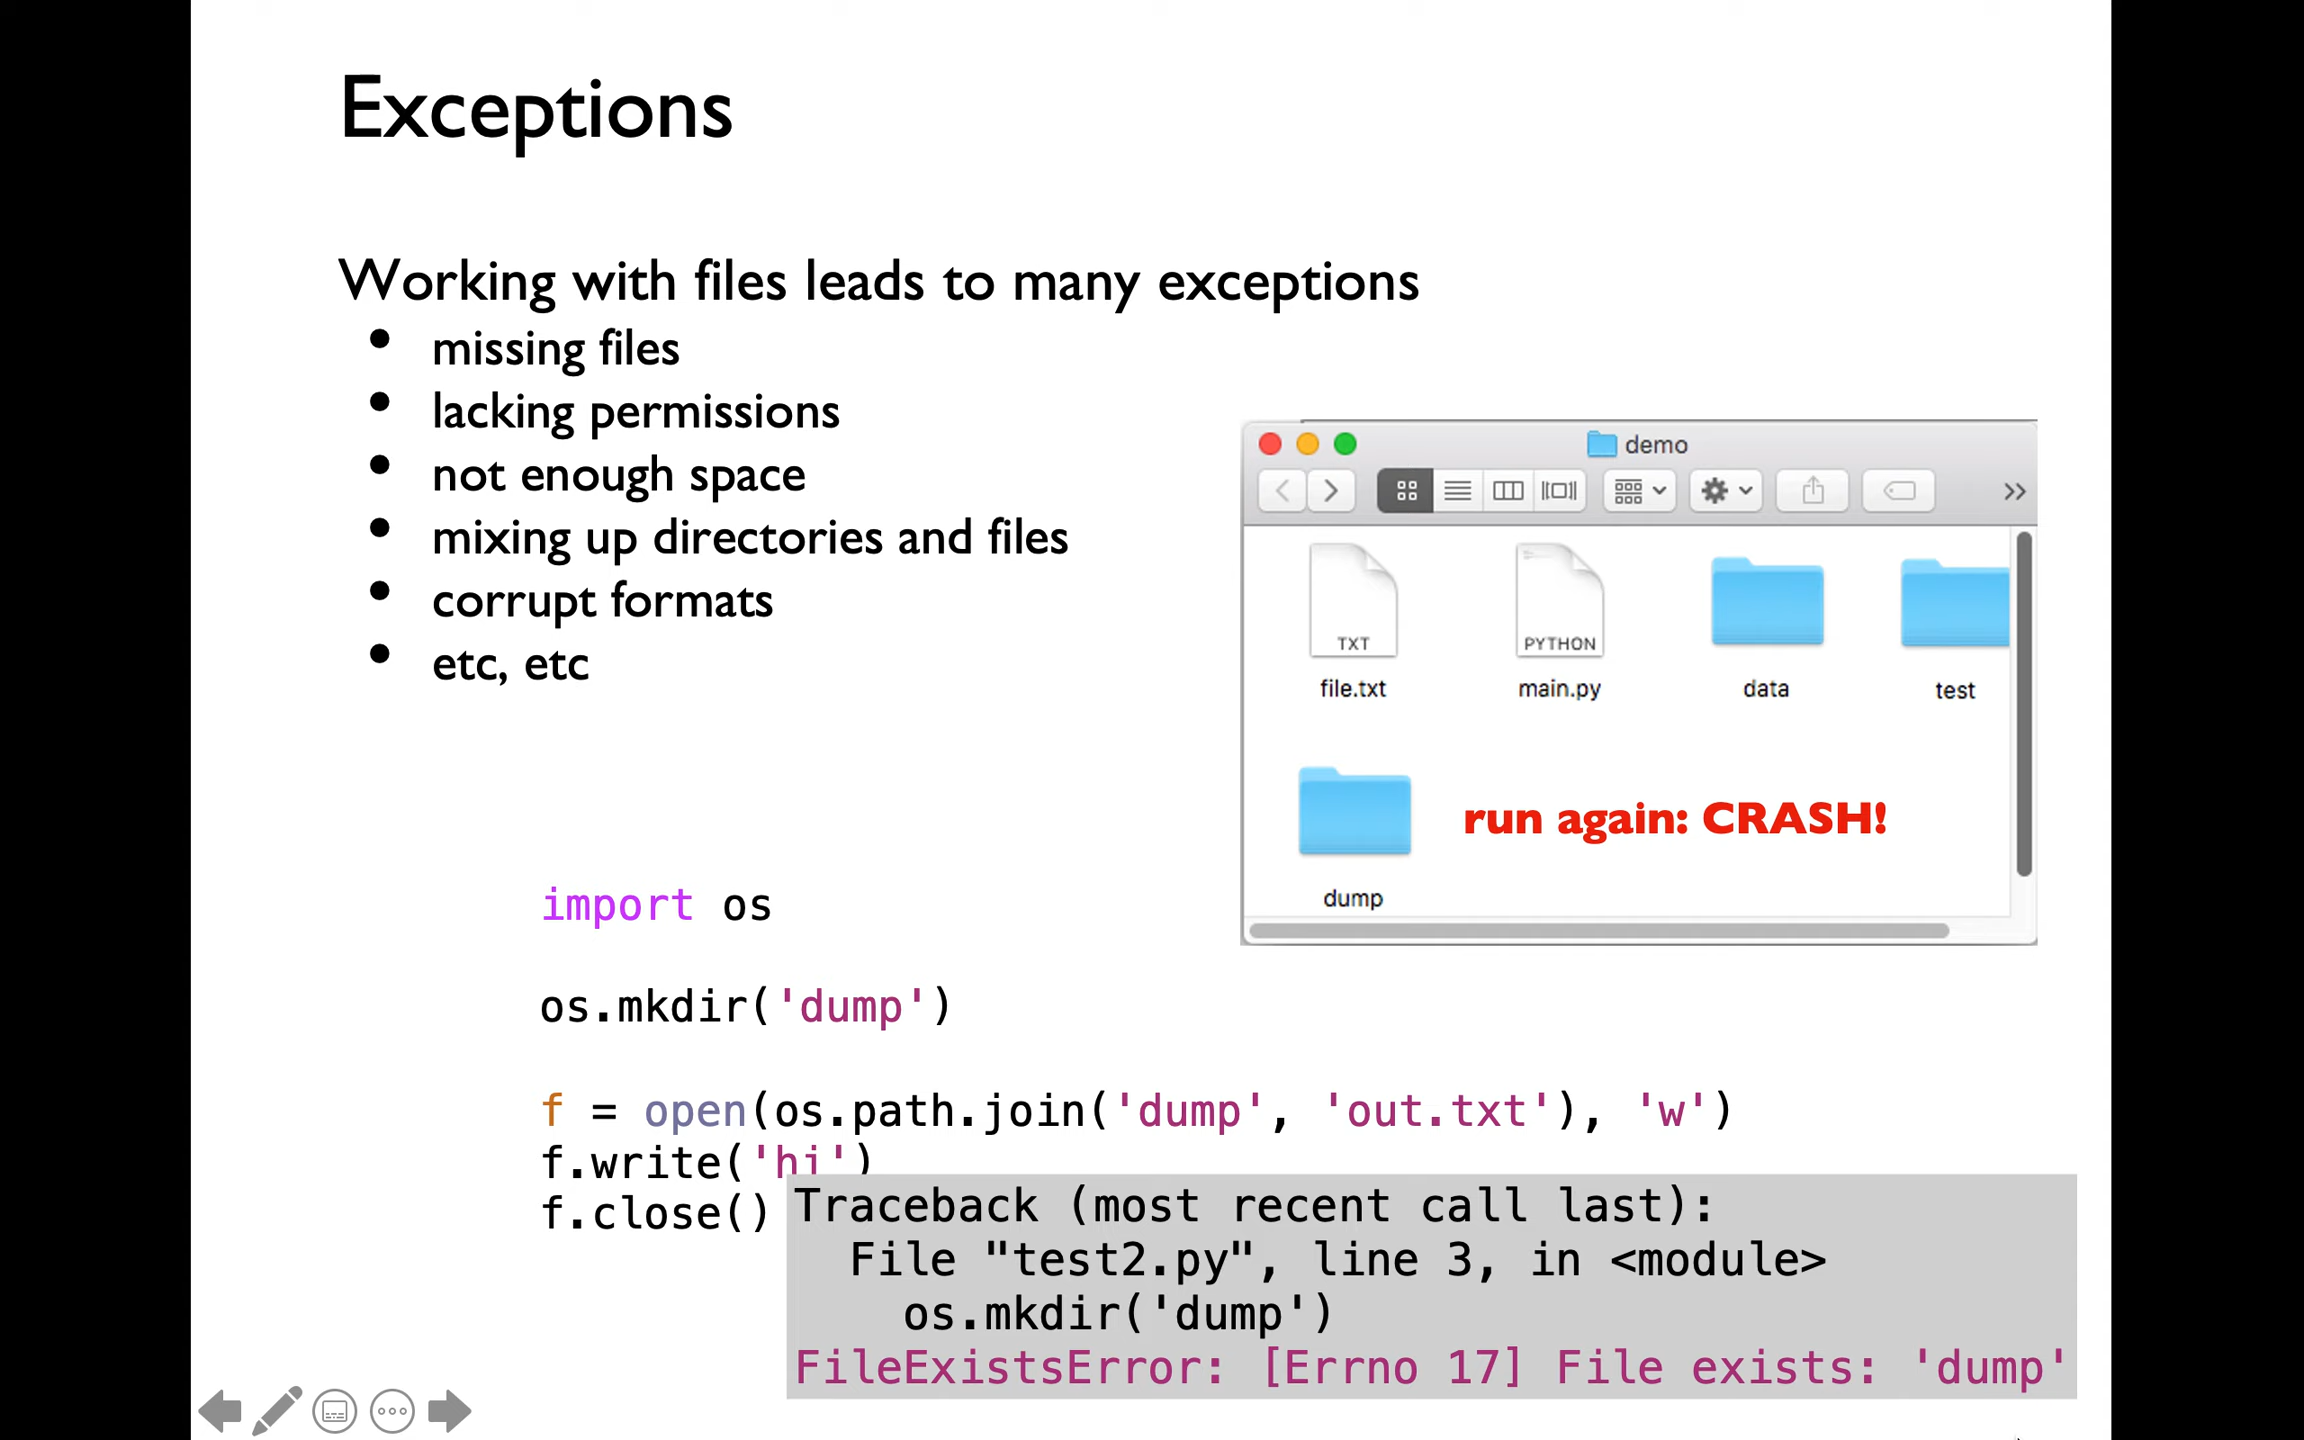 Exceptions
Working with files leads to many exceptions
• missing files
• lacking permissions
• not enough space
• mixing up directories and files
• corrupt formats
• etc, etc
demo
TXT
PYTHON
file.txt
main.py
data
test
run again: CRASH!
dump
import os
os.mkdir('dump')
f = open(os.path.join('dump', 'out.txt'), 'w')
f.write('hi')
f.close()
Traceback (most recent call last):
File "test2.py", line 3, in <module>
os.mkdir('dump')
FileExistsError: [Errno 17] File exists: 'dump'